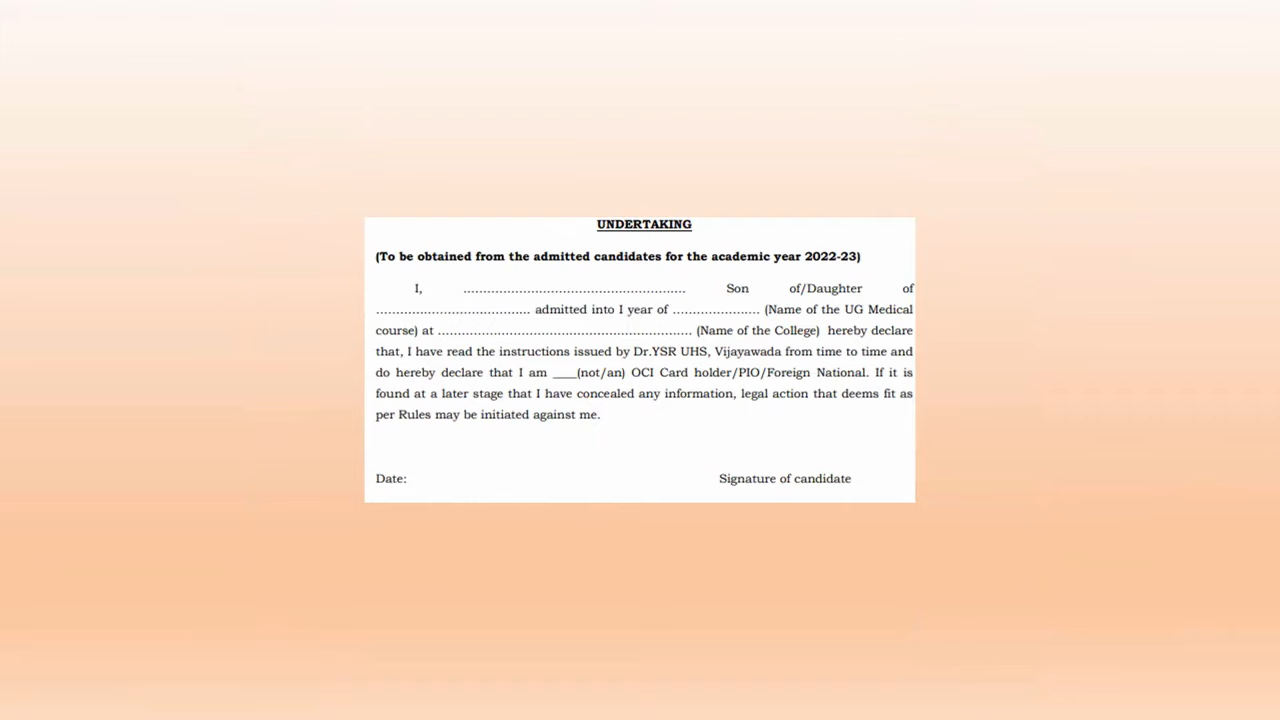 UNDERTAKING
(To be obtained from the admitted candidates for the academic year 2022-23)
I, ........................................................ Son of/Daughter of
....................................... admitted into I year of ...................... (Name of the UG Medical
course) at ................................................................ (Name of the College) hereby declare
that, I have read the instructions issued by Dr.YSR UHS, Vijayawada from time to time and
do hereby declare that I am ____(not/an) OCI Card holder/PIO/Foreign National. If it is
found at a later stage that I have concealed any information, legal action that deems fit as
per Rules may be initiated against me.
Date: Signature of candidate